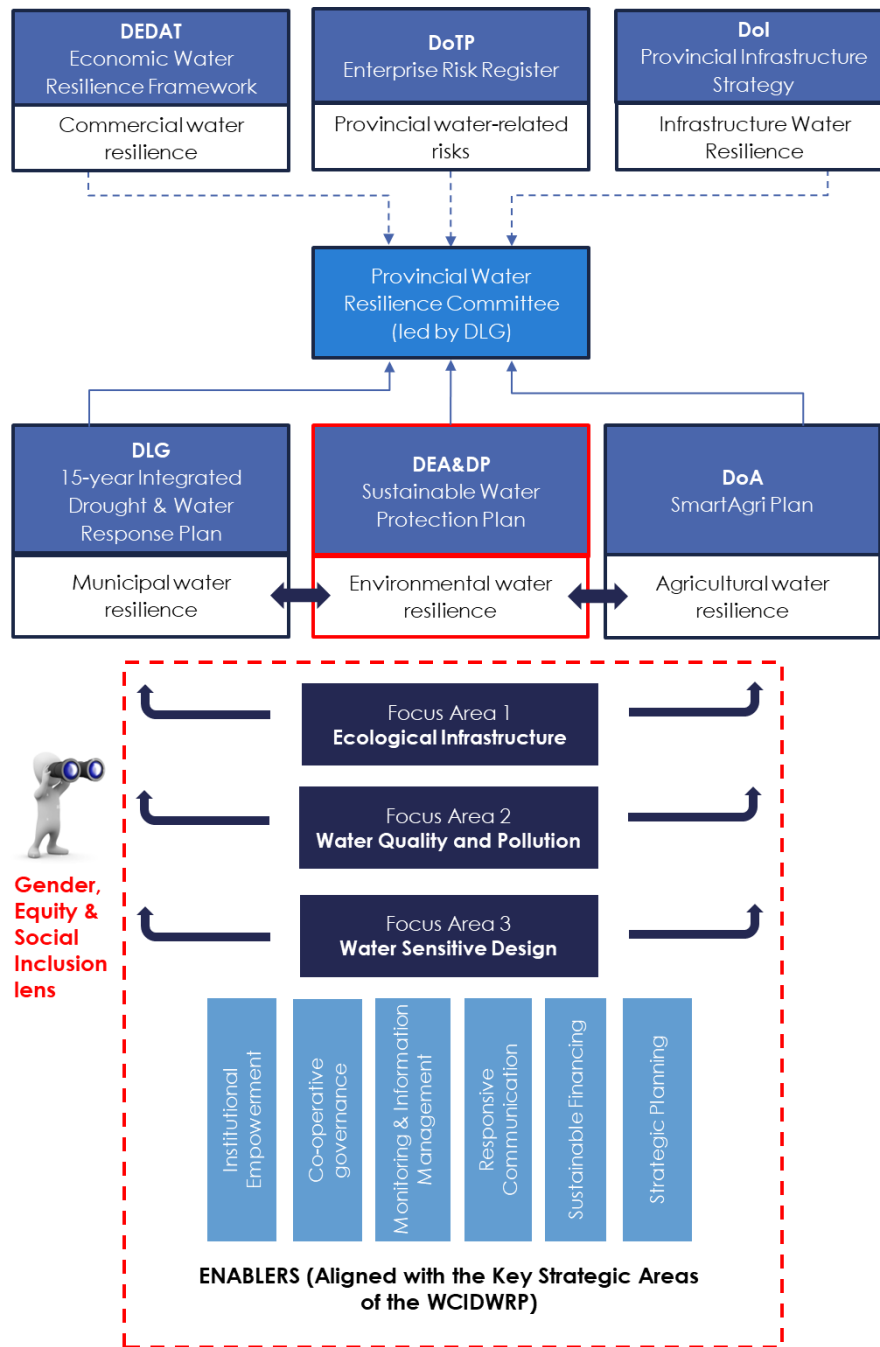 DEDAT
Economic Water
Resilience Framework
Commercial water
resilience
DoTP
Enterprise Risk Register
Provincial water-related
risks
DoI
Provincial Infrastructure
Strategy
Infrastructure Water
Resilience
Provincial Water
Resilience Committee
(led by DLG)
DLG
15-year Integrated
Drought & Water
Response Plan
Municipal water
resilience
DEA&DP
Sustainable Water
Protection Plan
Environmental water
resilience
DoA
SmartAgri Plan
Agricultural water
resilience
Focus Area 1
Ecological Infrastructure
Focus Area 2
Water Quality and Pollution
Focus Area 3
Water Sensitive Design
Gender,
Equity &
Social
Inclusion
lens
Institutional
Empowerment
Co-operative
governance
Monitoring & Information
Management
Responsive
Communication
Sustainable Financing
Strategic Planning
ENABLERS (Aligned with the Key Strategic Areas
of the WCIDWRP)